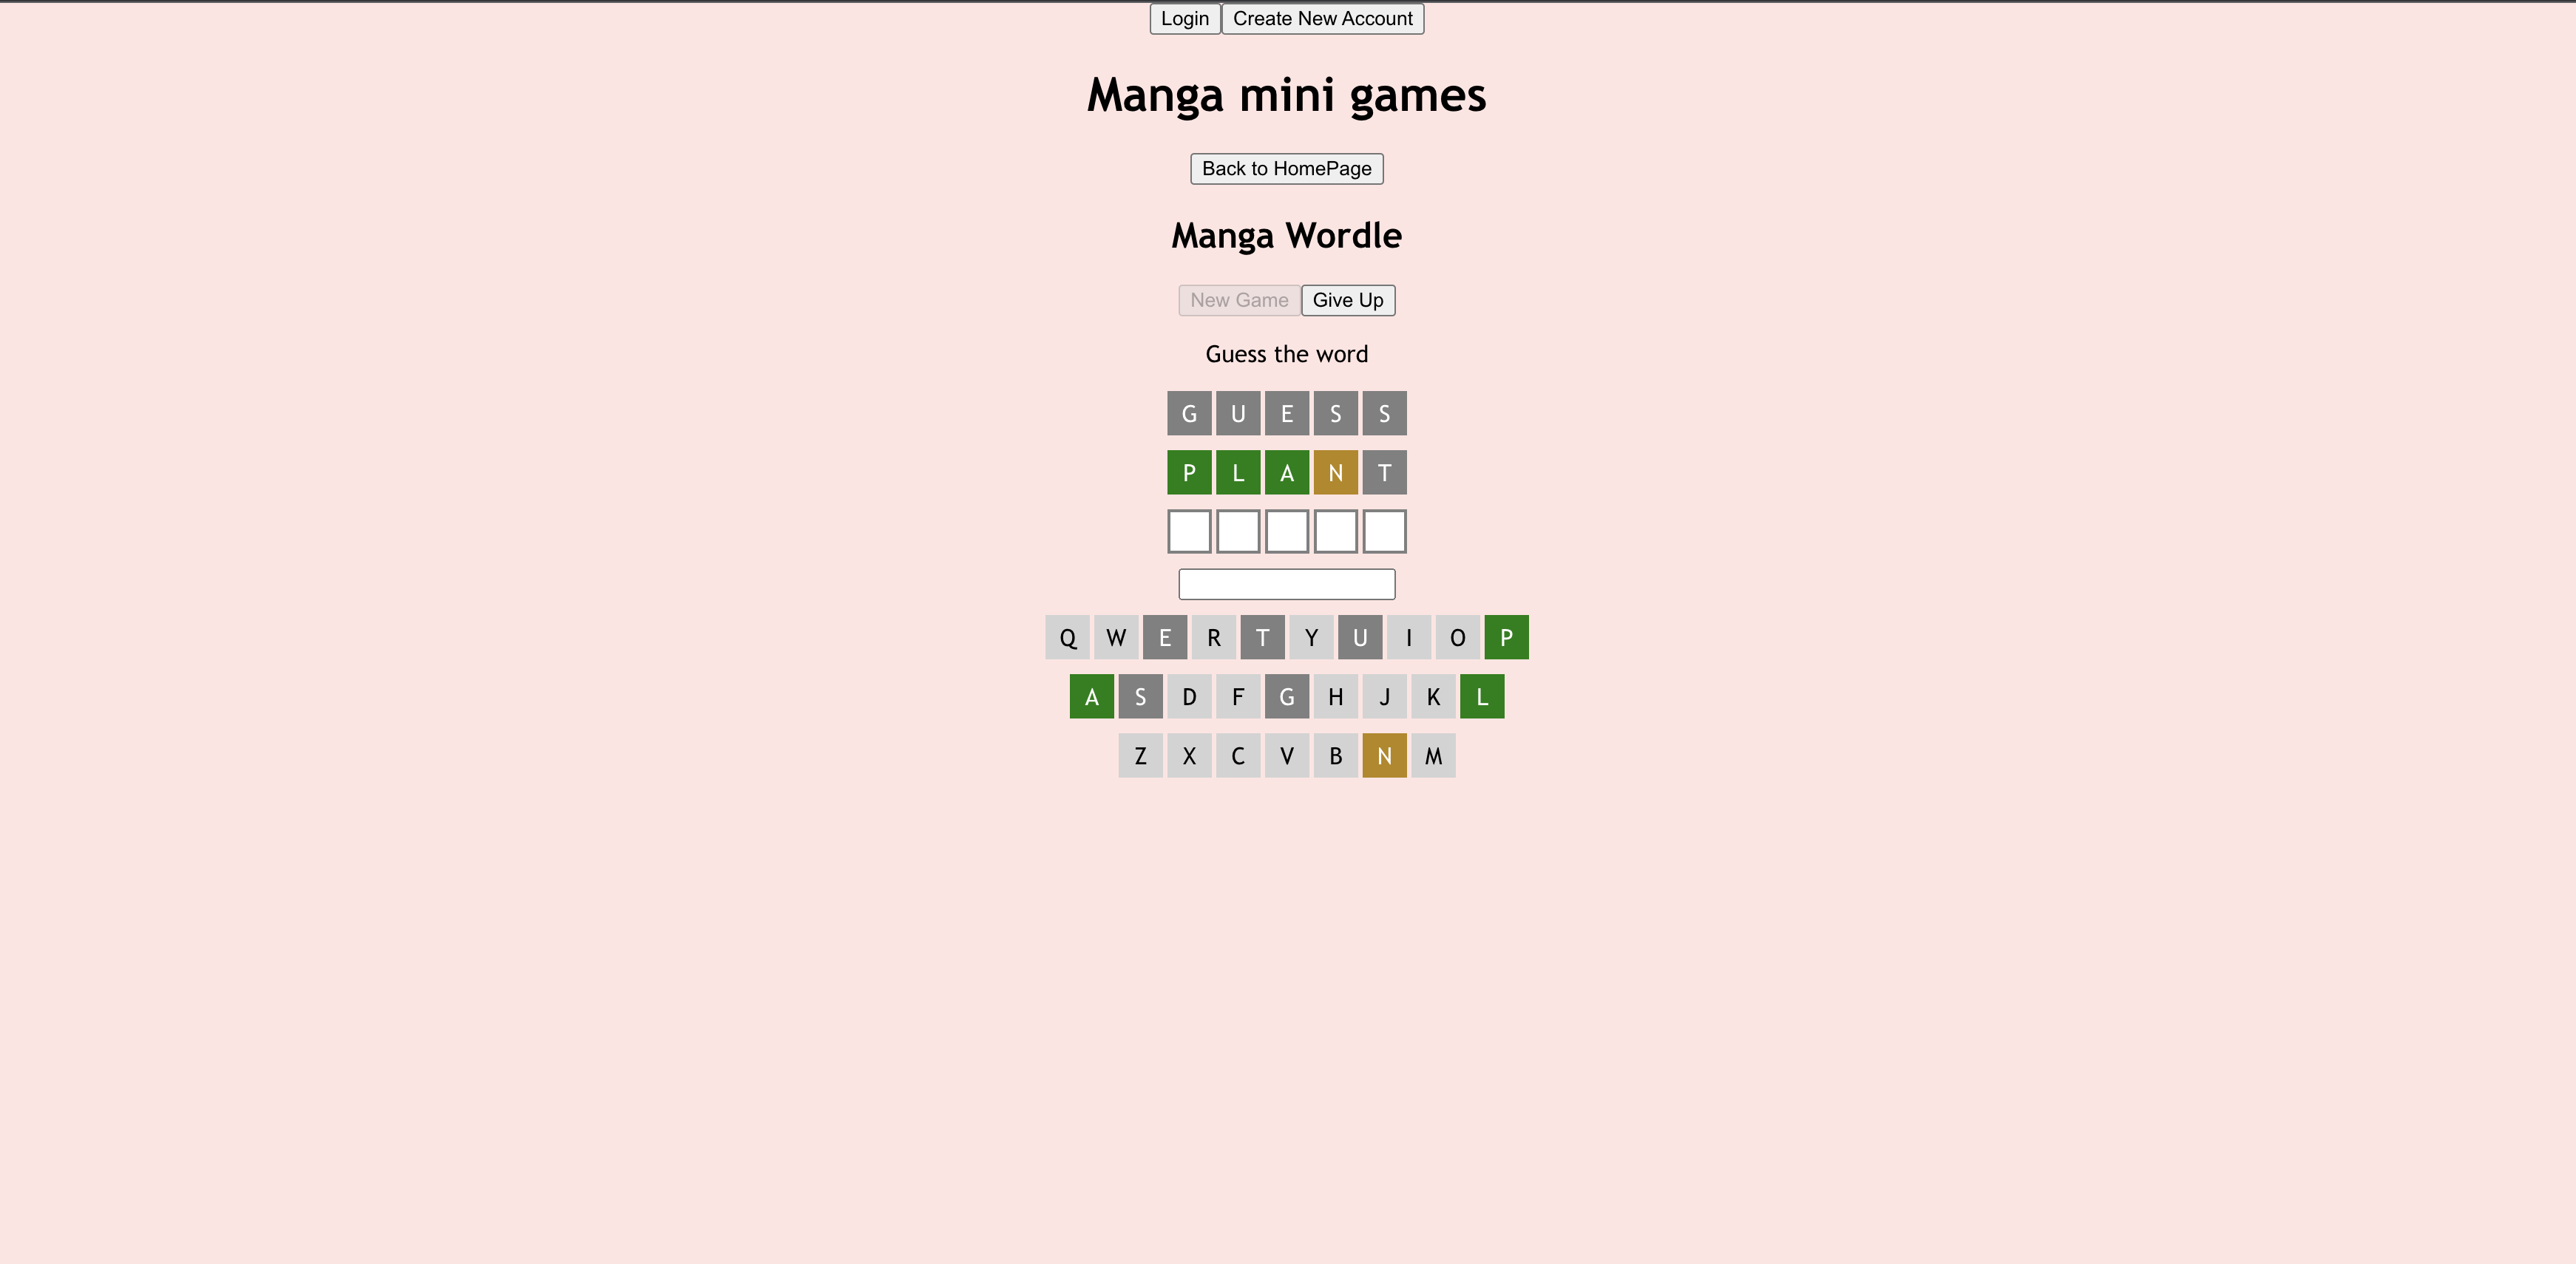 Login Create New Account
Manga mini games
Back to HomePage
Manga Wordle
New Game Give Up
Guess the word
G U E S S
P L A N T
Q W E R T Y U I O P
A S D F G H J K L
Z X C V B N M